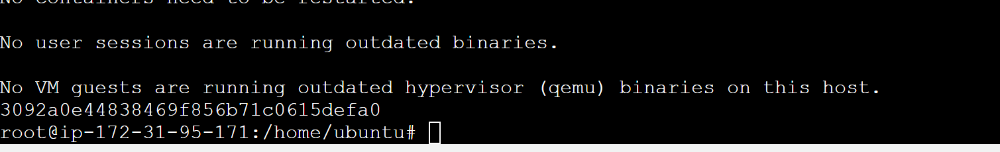 No containers need to be restarted.
No user sessions are running outdated binaries.
No VM guests are running outdated hypervisor (qemu) binaries on this host.
3092a0e44838469f856b71c0615defa0
root@ip-172-31-95-171:/home/ubuntu#